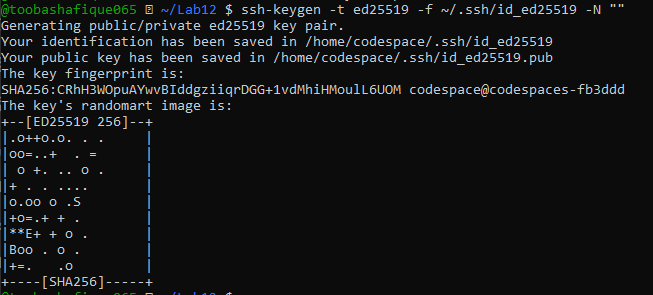 @toobashafique065 ~/Lab12 $ ssh-keygen -t ed25519 -f ~/.ssh/id_ed25519 -N ""
Generating public/private ed25519 key pair.
Your identification has been saved in /home/codespace/.ssh/id_ed25519
Your public key has been saved in /home/codespace/.ssh/id_ed25519.pub
The key fingerprint is:
SHA256:CRhH3WOpuAYwvBIddgziiqrDGG+1vdMhiHMoulL6UOM codespace@codespaces-fb3ddd
The key's randomart image is:
+--[ED25519 256]--+
|.o++o.o. . .     |
|oo=..+  . =      |
| o +. .. o .     |
|+ . . ....       |
|o.oo o .S        |
|+o=.+ + .        |
|**E+ + o .       |
|Boo . o .        |
|+=.   .o         |
+----[SHA256]-----+
@toobashafique065 ~/Lab12 $